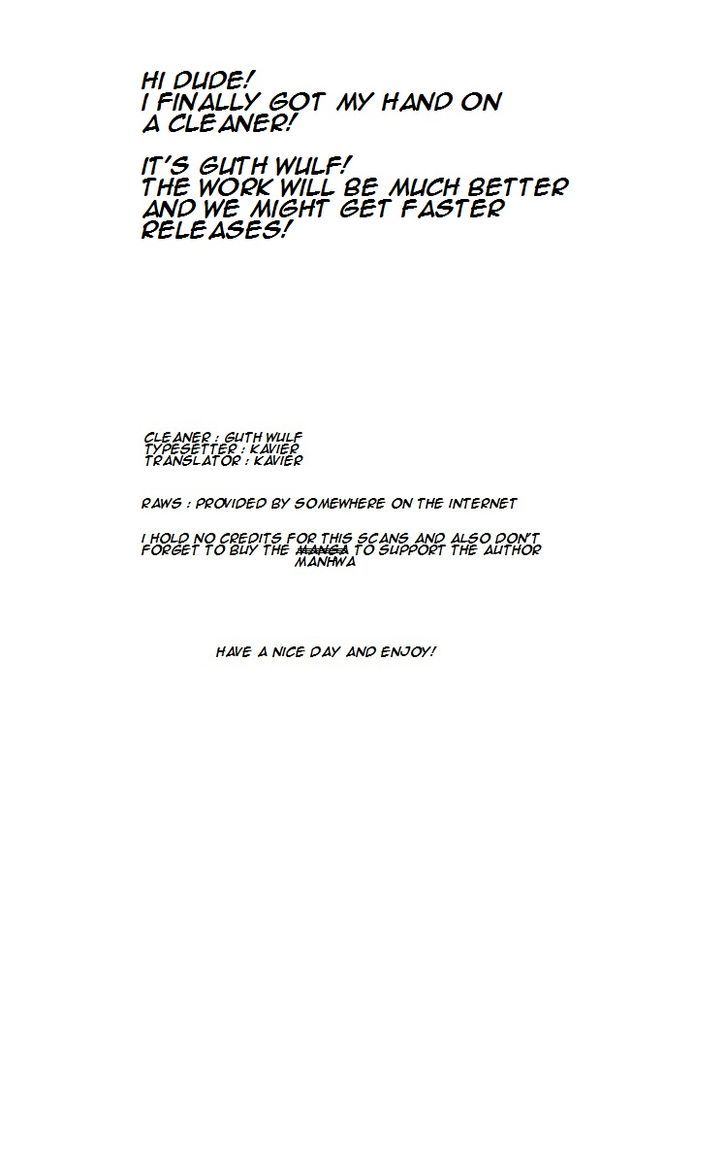 HI DUDE!
I FINALLY GOT MY HAND ON
A CLEANER!
IT'S GUTH WULF!
THE WORK WILL BE MUCH BETTER
AND WE MIGHT GET FASTER
RELEASES!
CLEANER : GUTH WULF
TYPESETTER : KAVIER
TRANSLATOR : KAVIER
RAWS : PROVIDED BY SOMEWHERE ON THE INTERNET
I HOLD NO CREDITS FOR THIS SCANS AND ALSO DON'T
FORGET TO BUY THE MANGA TO SUPPORT THE AUTHOR
MANHWA
HAVE A NICE DAY AND ENJOY!